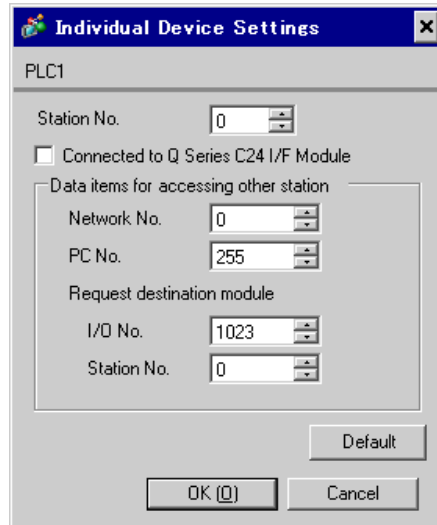 Individual Device Settings
PLC1
Station No. 0
Connected to Q Series C24 I/F Module
Data items for accessing other station
Network No. 0
PC No. 255
Request destination module
I/O No. 1023
Station No. 0
Default
OK (O) Cancel